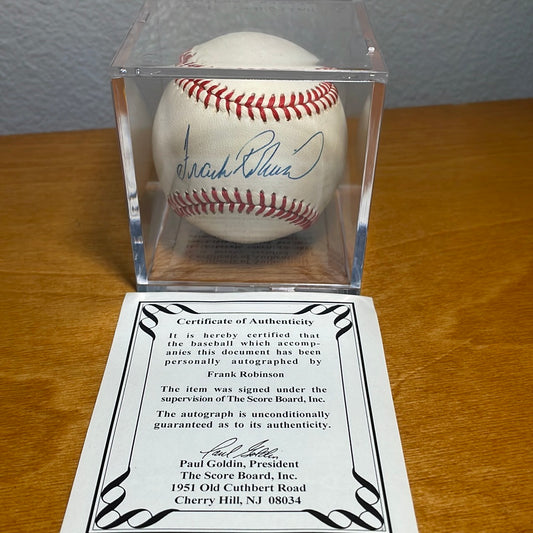 Frank Robinson
Certificate of Authenticity
It is hereby certified that
the baseball which accomp-
anies this document has been
personally autographed by
Frank Robinson
The item was signed under the
supervision of The Score Board, Inc.
The autograph is unconditionally
guaranteed as to its authenticity.
Paul Goldin
Paul Goldin, President
The Score Board, Inc.
1951 Old Cuthbert Road
Cherry Hill, NJ 08034